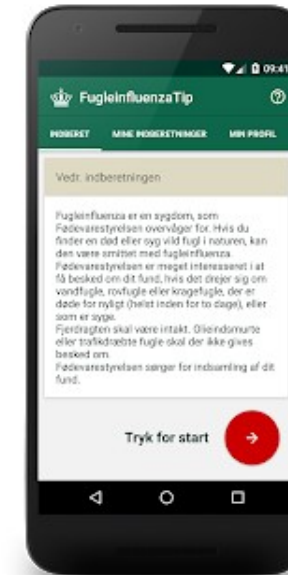 09:41
FugleinfluenzaTip
INDBERET MINE INDBERETNINGER MIN PROFIL
Vedr. indberetningen
Fugleinfluenza er en sygdom, som
Fødevarestyrelsen overvåger for. Hvis du
finder en død eller syg vild fugl i naturen, kan
den være smittet med fugleinfluenza.
Fødevarestyrelsen er meget interesseret i at
få besked om dit fund, hvis det drejer sig om
vandfugle, rovfugle eller kragefugle, der er
døde for nyligt (helst inden for to dage), eller
som er syge.
Fjerdragten skal være intakt. Olieindsmurte
eller trafikdræbte fugle skal der ikke gives
besked om.
Fødevarestyrelsen sørger for indsamling af dit
fund.
Tryk for start